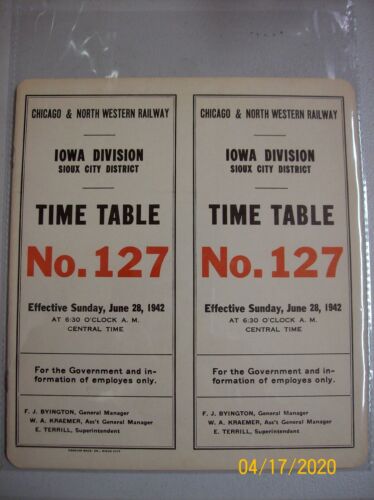 CHICAGO & NORTH WESTERN RAILWAY
IOWA DIVISION
SIOUX CITY DISTRICT
TIME TABLE
No. 127
Effective Sunday, June 28, 1942
AT 6:30 O'CLOCK A. M.
CENTRAL TIME
For the Government and in-
formation of employes only.
F. J. BYINGTON, General Manager
W. A. KRAEMER, Ass't General Manager
E. TERRILL, Superintendent
CHICAGO & NORTH WESTERN RAILWAY
IOWA DIVISION
SIOUX CITY DISTRICT
TIME TABLE
No. 127
Effective Sunday, June 28, 1942
AT 6:30 O'CLOCK A. M.
CENTRAL TIME
For the Government and in-
formation of employes only.
F. J. BYINGTON, General Manager
W. A. KRAEMER, Ass't General Manager
E. TERRILL, Superintendent
04/17/2020